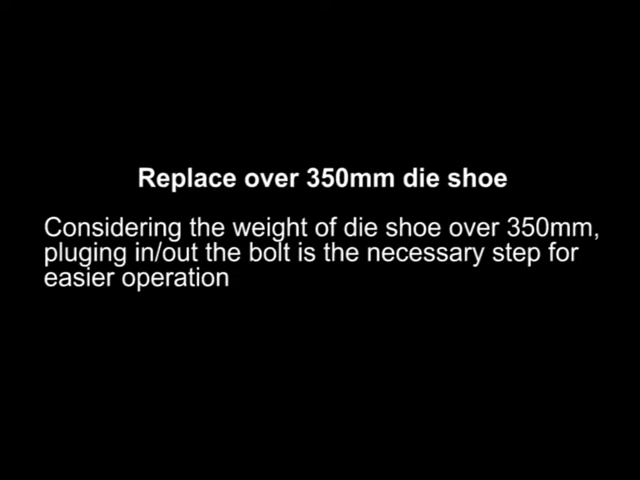 Replace over 350mm die shoe
Considering the weight of die shoe over 350mm,
pluging in/out the bolt is the necessary step for
easier operation